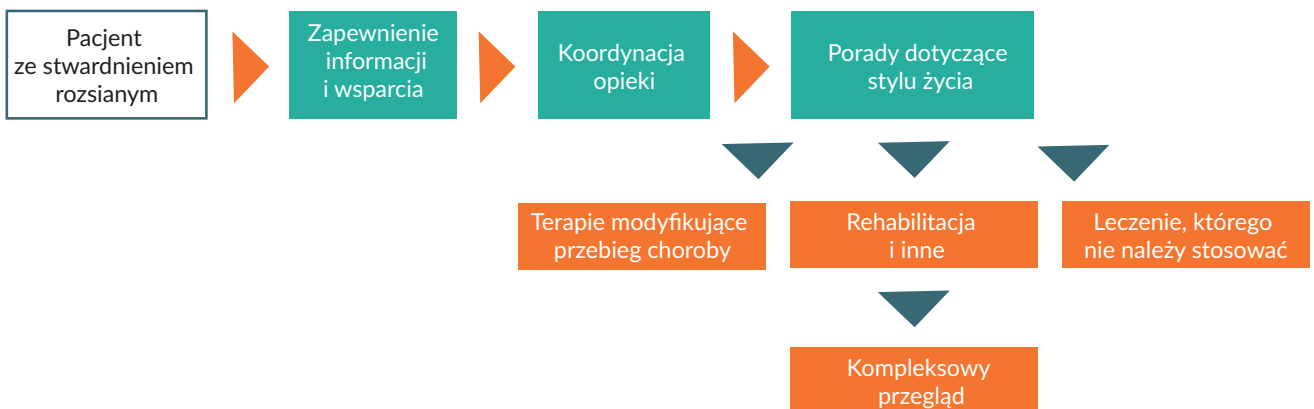 Pacjent
ze stwardnieniem
rozsianym
Zapewnienie
informacji
i wsparcia
Koordynacja
opieki
Porady dotyczące
stylu życia
Terapie modyfikujące
przebieg choroby
Rehabilitacja
i inne
Leczenie, którego
nie należy stosować
Kompleksowy
przegląd